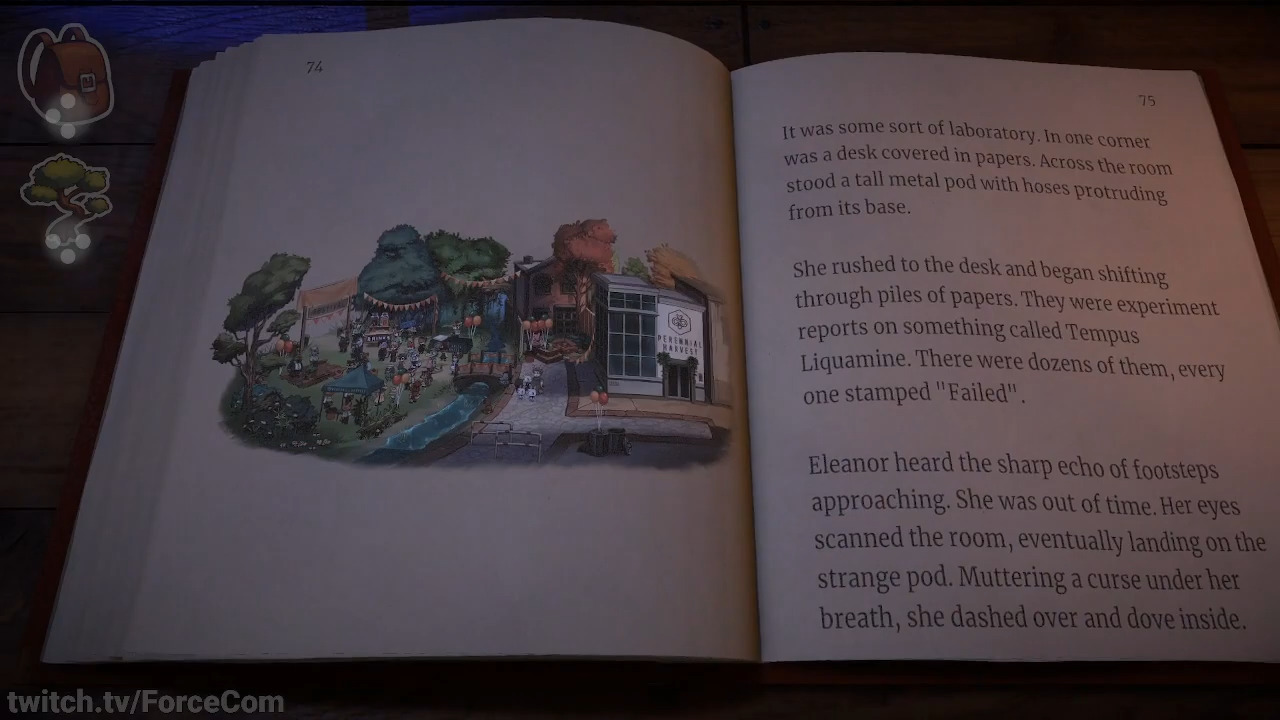 74
DRINKS
PERENNIAL
HARVEST
75
It was some sort of laboratory. In one corner
was a desk covered in papers. Across the room
stood a tall metal pod with hoses protruding
from its base.
She rushed to the desk and began shifting
through piles of papers. They were experiment
reports on something called Tempus
Liquamine. There were dozens of them, every
one stamped "Failed".
Eleanor heard the sharp echo of footsteps
approaching. She was out of time. Her eyes
scanned the room, eventually landing on the
strange pod. Muttering a curse under her
breath, she dashed over and dove inside.
twitch.tv/ForceCom